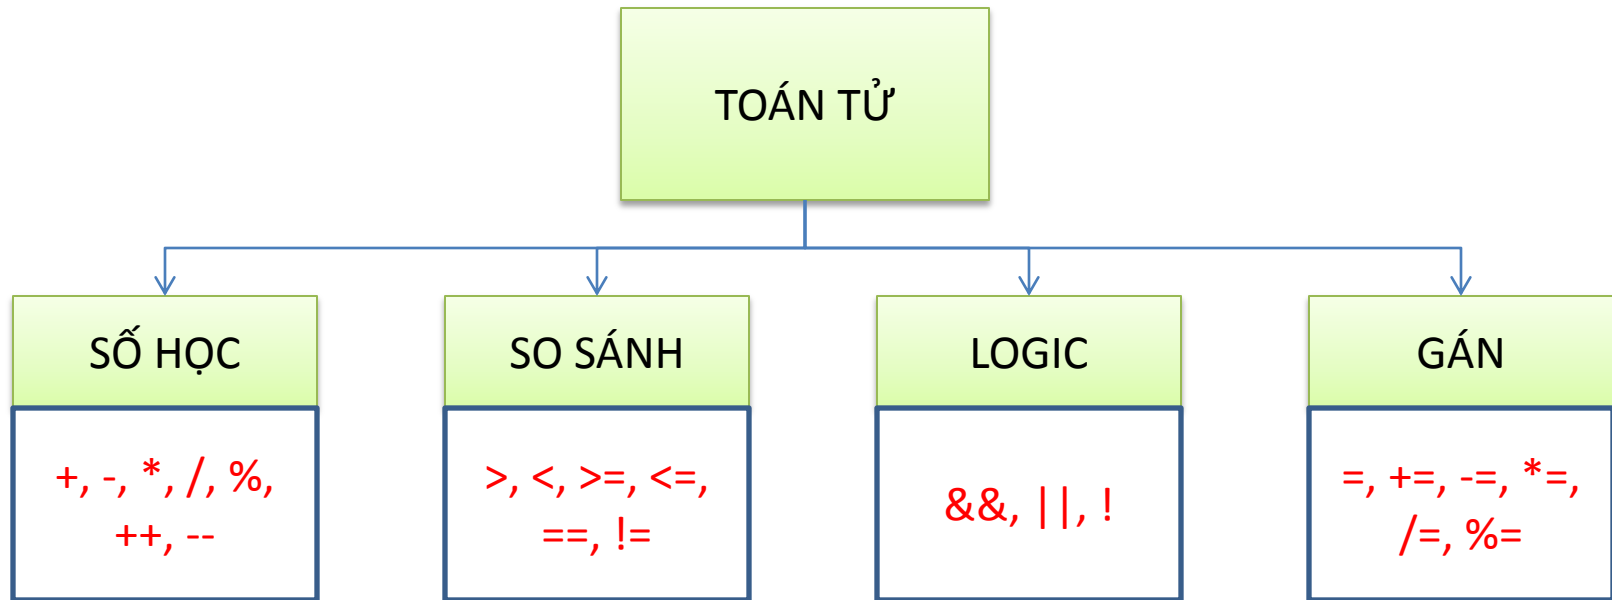 TOÁN TỬ
SỐ HỌC
+, -, *, /, %,
++, --
SO SÁNH
>, <, >=, <=,
==, !=
LOGIC
&&, ||, !
GÁN
=, +=, -=, *=,
/=, %=